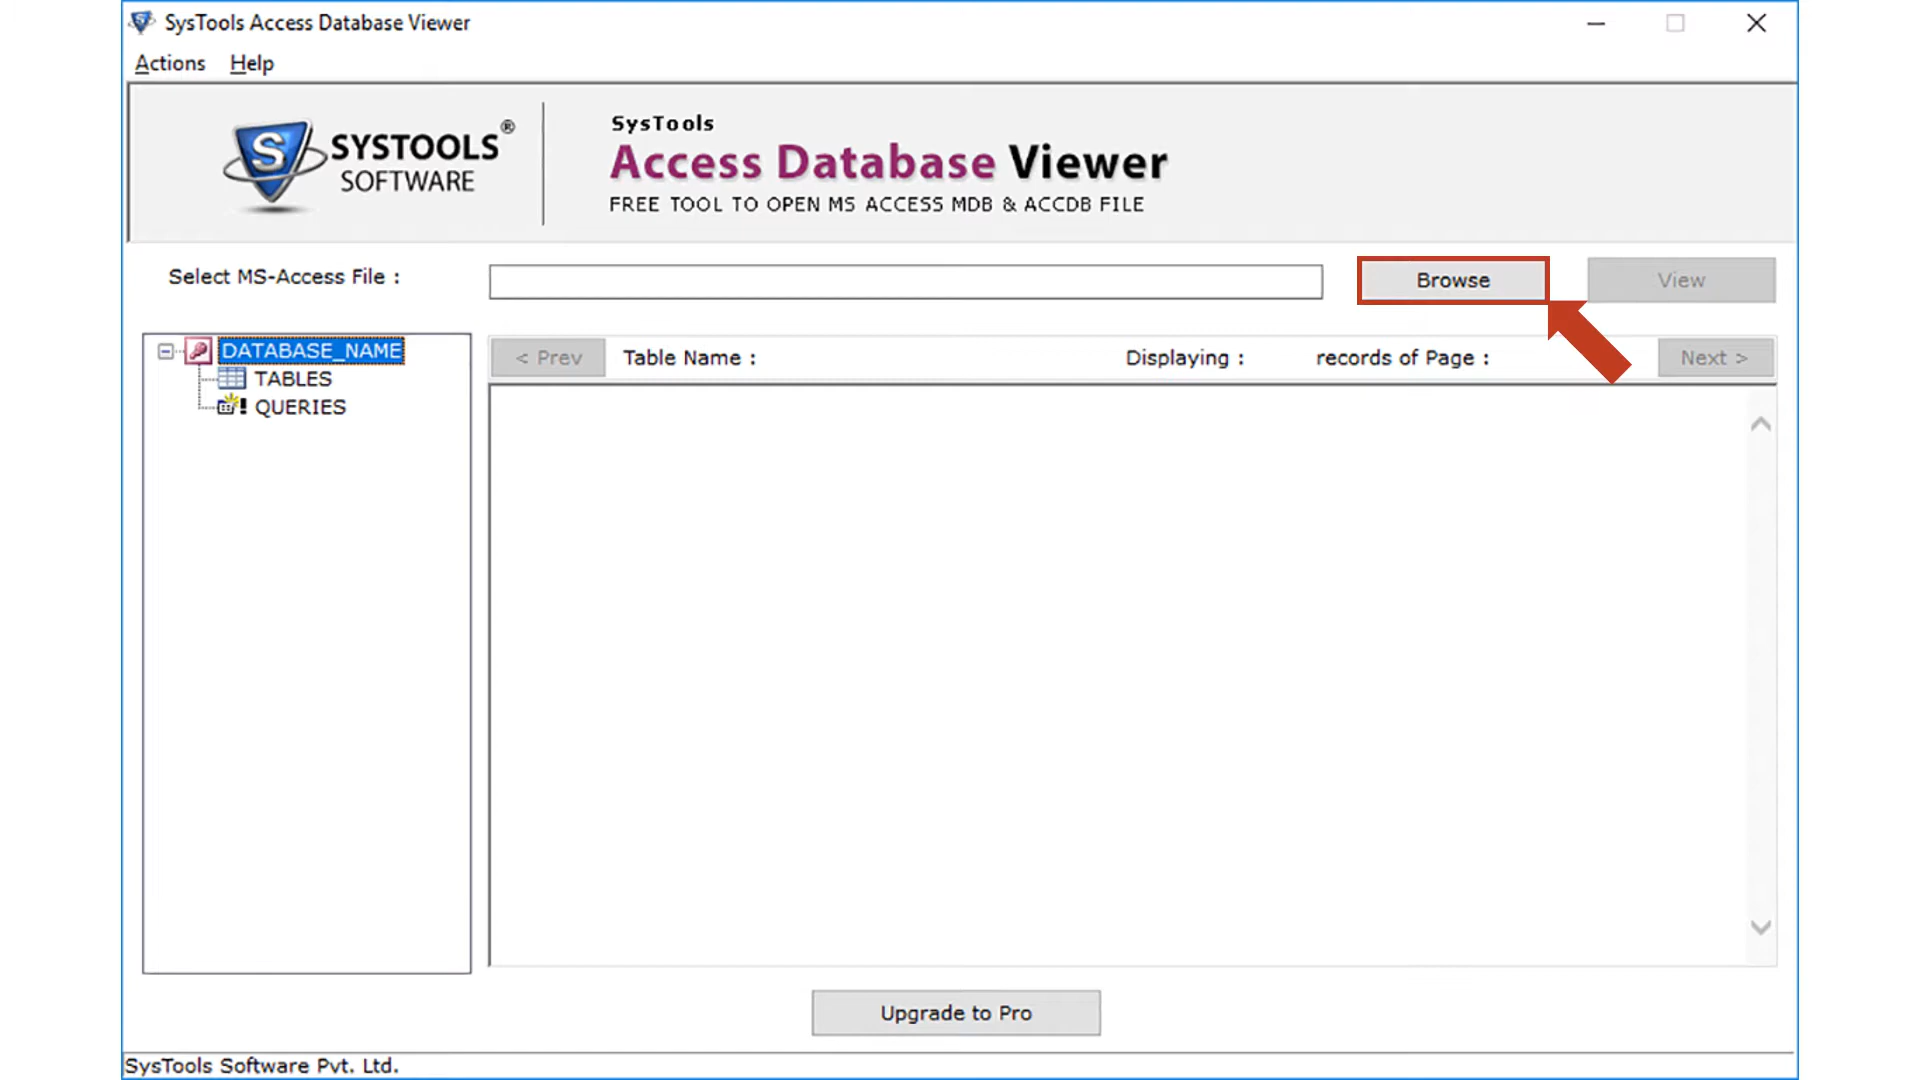 SysTools Access Database Viewer
Actions Help
S SYSTOOLS®
SOFTWARE
SysTools
Access Database Viewer
FREE TOOL TO OPEN MS ACCESS MDB & ACCDB FILE
Select MS-Access File :
Browse
View
DATABASE_NAME
TABLES
QUERIES
< Prev
Table Name :
Displaying :
records of Page :
Next >
Upgrade to Pro
SysTools Software Pvt. Ltd.